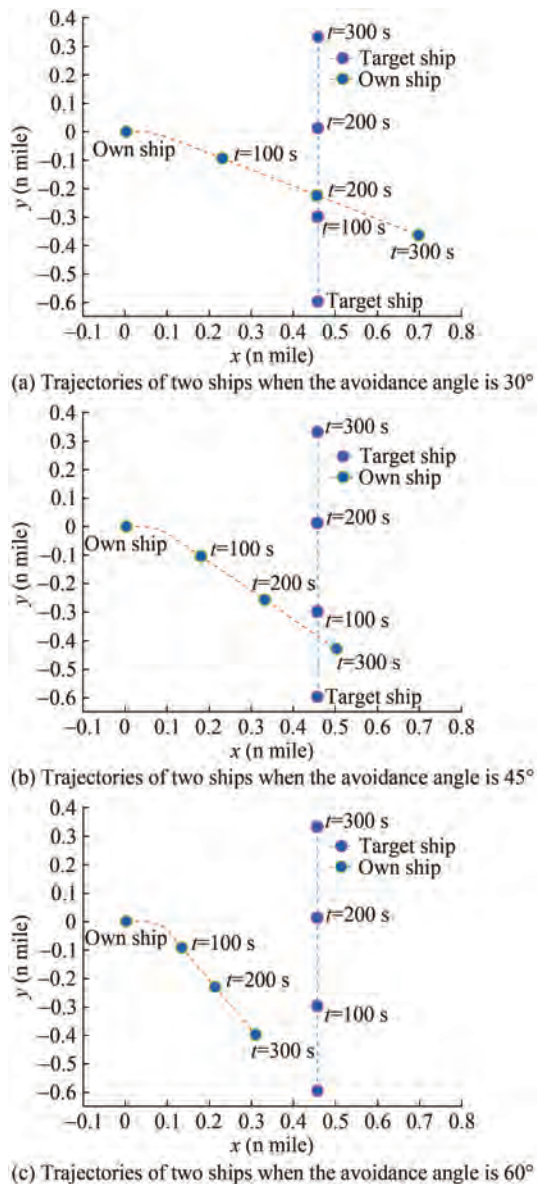 0.4
t=300 s
0.3
Target ship
0.2
Own ship
0.1
t=200 s
0
Own ship
t=100 s
−0.1
t=200 s
−0.2
−0.3
t=100 s
t=300 s
−0.4
−0.5
−0.6
Target ship
−0.1 0 0.1 0.2 0.3 0.4 0.5 0.6 0.7 0.8
y (n mile)
x (n mile)
(a) Trajectories of two ships when the avoidance angle is 30°
0.4
t=300 s
0.3
Target ship
0.2
Own ship
0.1
t=200 s
0
Own ship
t=100 s
−0.1
t=200 s
−0.2
−0.3
t=100 s
−0.4
t=300 s
−0.5
−0.6
Target ship
−0.1 0 0.1 0.2 0.3 0.4 0.5 0.6 0.7 0.8
y (n mile)
x (n mile)
(b) Trajectories of two ships when the avoidance angle is 45°
0.4
t=300 s
0.3
Target ship
0.2
Own ship
0.1
t=200 s
0
Own ship
t=100 s
−0.1
t=200 s
−0.2
−0.3
t=100 s
−0.4
t=300 s
−0.5
−0.6
−0.1 0 0.1 0.2 0.3 0.4 0.5 0.6 0.7 0.8
y (n mile)
x (n mile)
(c) Trajectories of two ships when the avoidance angle is 60°